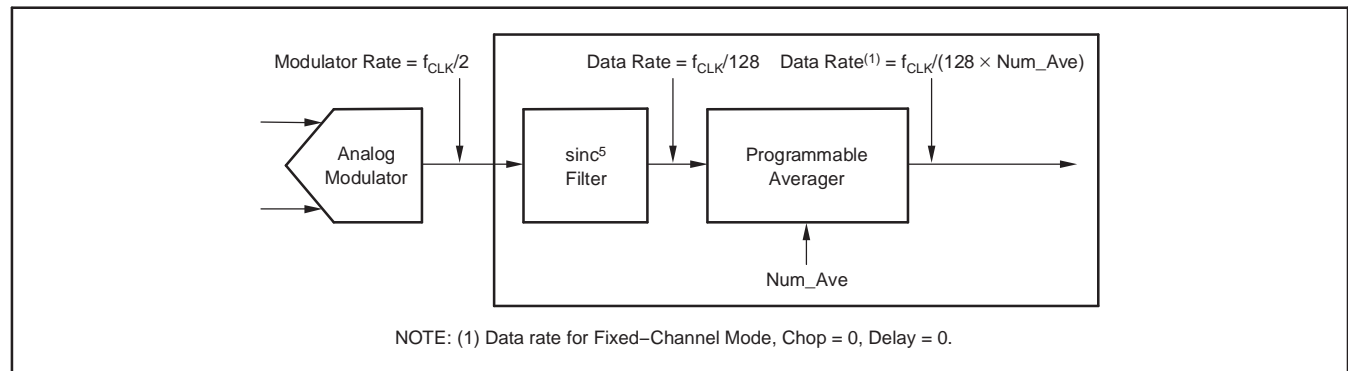 Modulator Rate = fCLK/2
Data Rate = fCLK/128
Data Rate(1) = fCLK/(128 × Num_Ave)
Analog
Modulator
sinc5
Filter
Programmable
Averager
Num_Ave
NOTE: (1) Data rate for Fixed−Channel Mode, Chop = 0, Delay = 0.